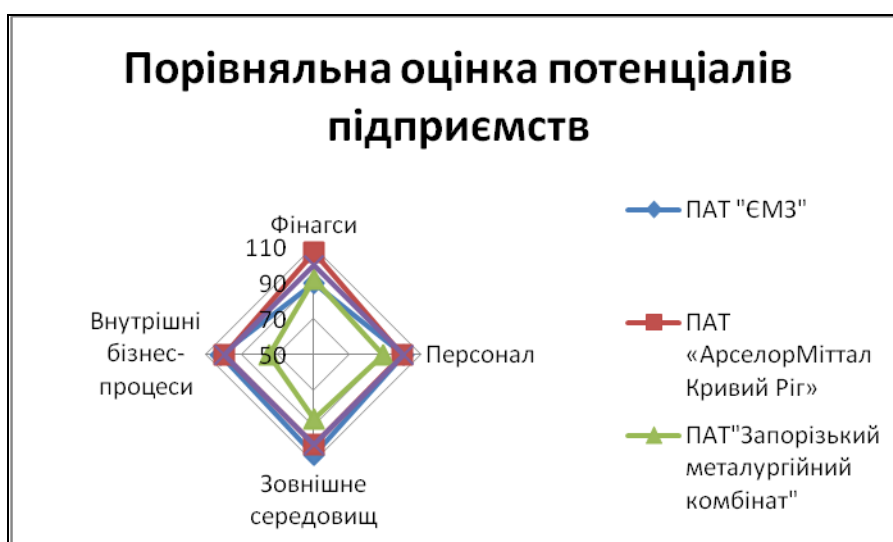 Порівняльна оцінка потенціалів
підприємств
Фінагси
110
90
70
50
Внутрішні
бізнес-
процеси
Персонал
Зовнішне
середовищ
ПАТ "ЄМЗ"
ПАТ
«АрселорМіттал
Кривий Ріг»
ПАТ"Запорізький
металургійний
комбінат"